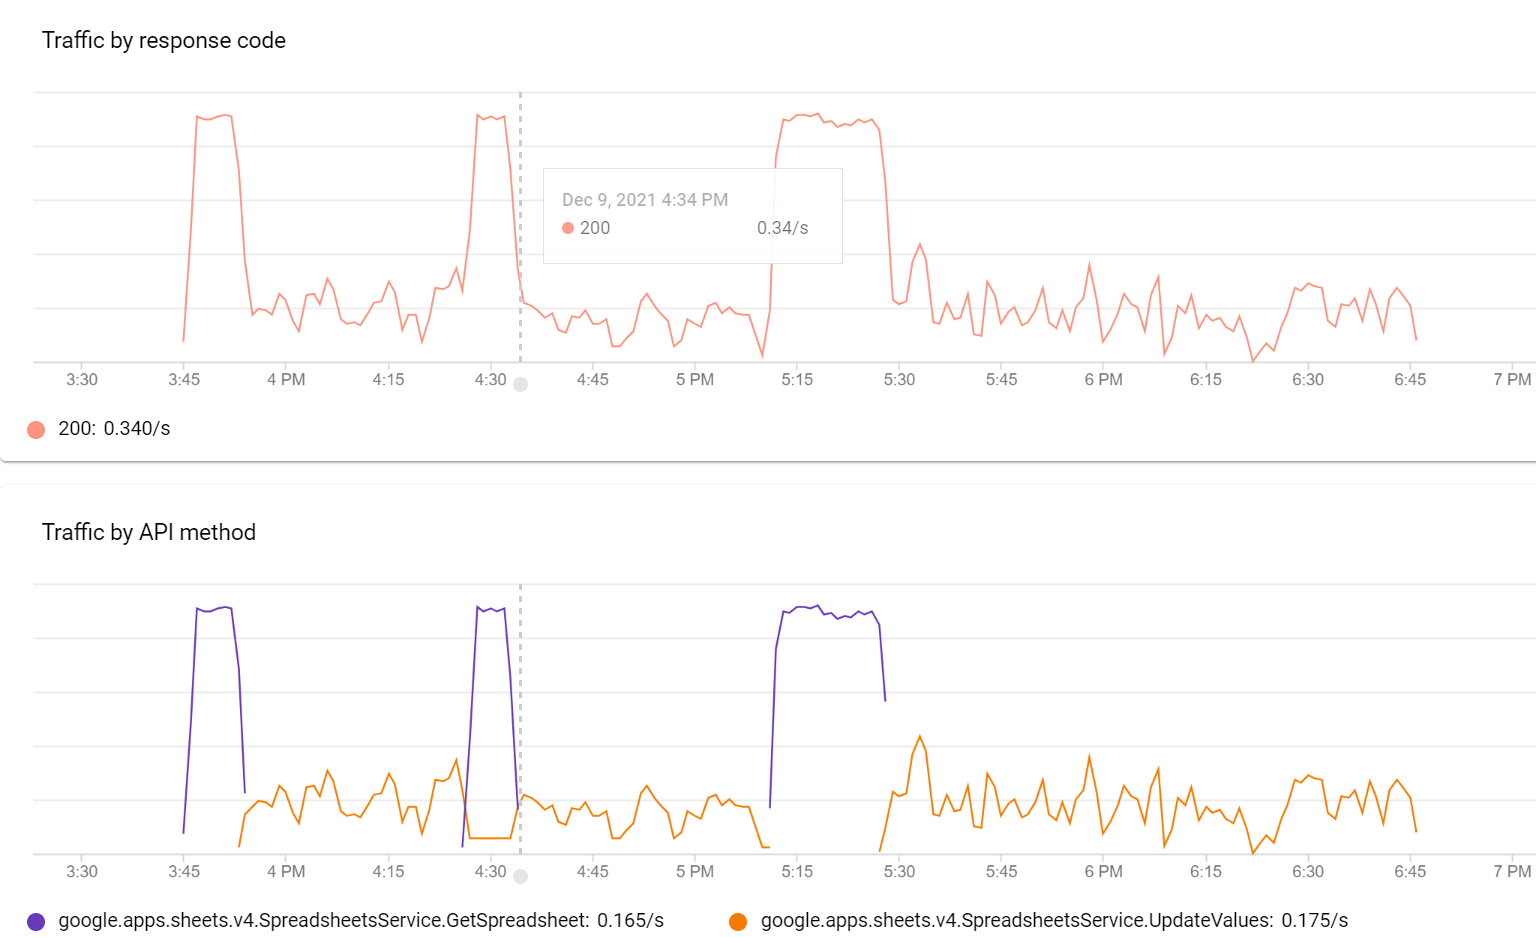 Traffic by response code
Dec 9, 2021 4:34 PM
200 0.34/s
3:30 3:45 4 PM 4:15 4:30 4:45 5 PM 5:15 5:30 5:45 6 PM 6:15 6:30 6:45 7 PM
200: 0.340/s
Traffic by API method
3:30 3:45 4 PM 4:15 4:30 4:45 5 PM 5:15 5:30 5:45 6 PM 6:15 6:30 6:45 7 PM
google.apps.sheets.v4.SpreadsheetsService.GetSpreadsheet: 0.165/s google.apps.sheets.v4.SpreadsheetsService.UpdateValues: 0.175/s